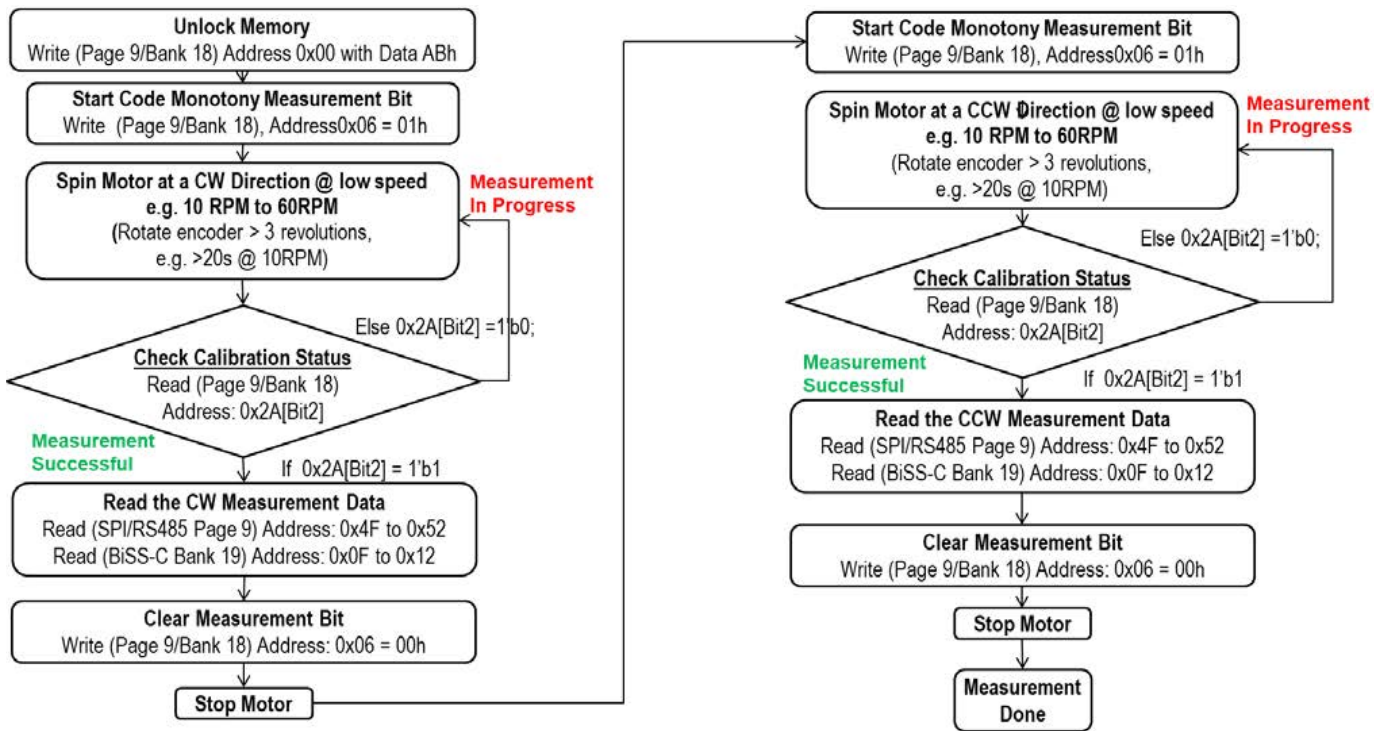 Unlock Memory
Write (Page 9/Bank 18) Address 0x00 with Data ABh
Start Code Monotony Measurement Bit
Write (Page 9/Bank 18), Address0x06 = 01h
Spin Motor at a CW Direction @ low speed
e.g. 10 RPM to 60RPM
(Rotate encoder > 3 revolutions,
e.g. >20s @ 10RPM)
Measurement
In Progress
Else 0x2A[Bit2] =1'b0;
Check Calibration Status
Read (Page 9/Bank 18)
Address: 0x2A[Bit2]
Measurement
Successful
If 0x2A[Bit2] = 1'b1
Read the CW Measurement Data
Read (SPI/RS485 Page 9) Address: 0x4F to 0x52
Read (BiSS-C Bank 19) Address: 0x0F to 0x12
Clear Measurement Bit
Write (Page 9/Bank 18) Address: 0x06 = 00h
Stop Motor
Start Code Monotony Measurement Bit
Write (Page 9/Bank 18), Address0x06 = 01h
Spin Motor at a CCW Direction @ low speed
e.g. 10 RPM to 60RPM
(Rotate encoder > 3 revolutions,
e.g. >20s @ 10RPM)
Measurement
In Progress
Else 0x2A[Bit2] =1'b0;
Check Calibration Status
Read (Page 9/Bank 18)
Address: 0x2A[Bit2]
Measurement
Successful
If 0x2A[Bit2] = 1'b1
Read the CCW Measurement Data
Read (SPI/RS485 Page 9) Address: 0x4F to 0x52
Read (BiSS-C Bank 19) Address: 0x0F to 0x12
Clear Measurement Bit
Write (Page 9/Bank 18) Address: 0x06 = 00h
Stop Motor
Measurement
Done